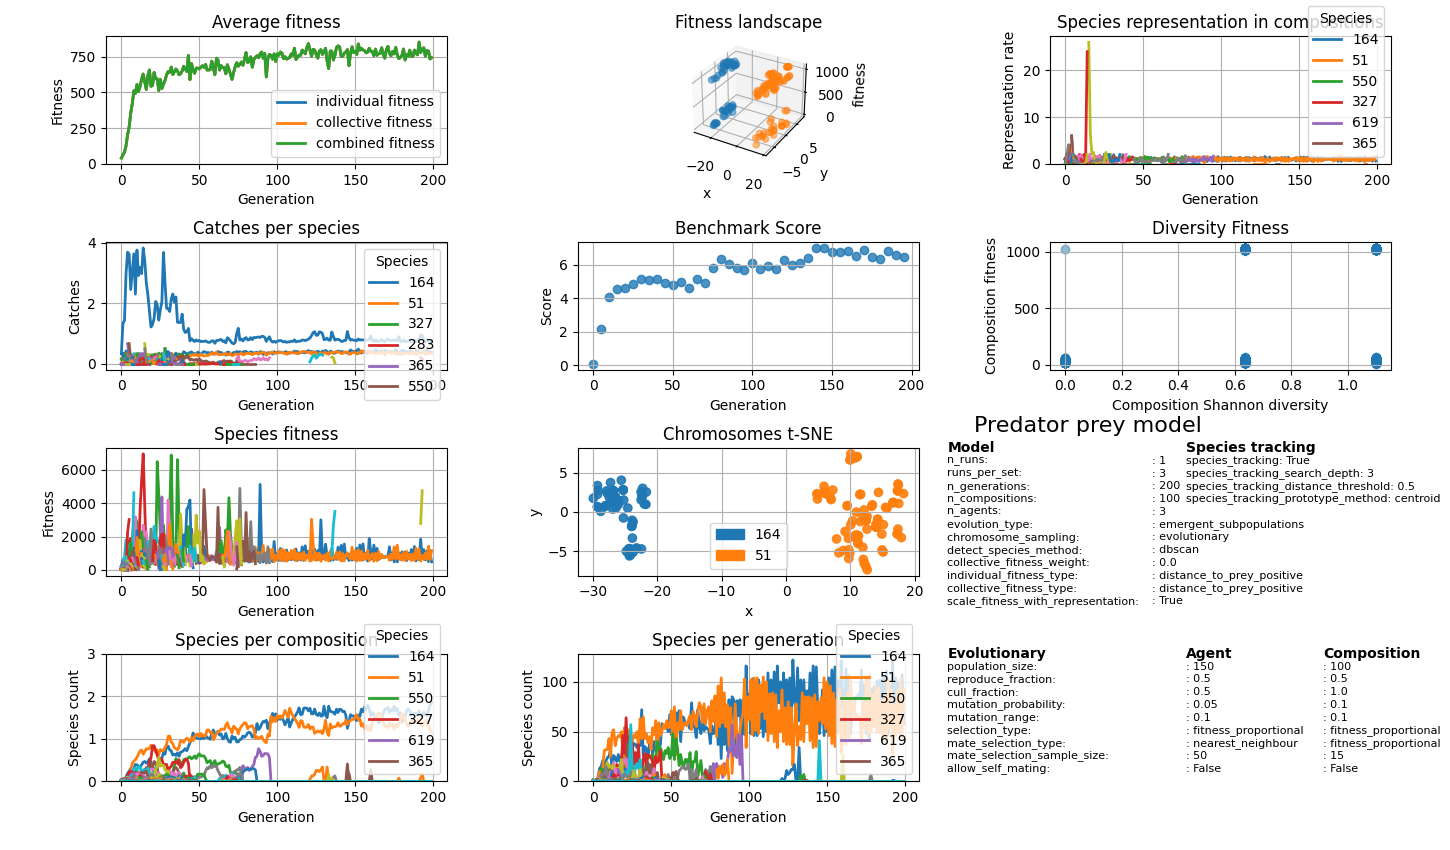 Average fitness
Fitness
750
500
250
0
individual fitness
collective fitness
combined fitness
0 50 100 150 200
Generation
Fitness landscape
1000
500
0
fitness
−20 0 20
x
5
0
−5
y
Species representation in com
Representation rate
20
10
0
Species
164
51
550
327
619
365
0 50 100 150 200
Generation
Catches per species
Catches
4
2
0
Species
164
51
327
283
365
550
0 50 100 150 200
Generation
Benchmark Score
Score
6
4
2
0
0 50 100 150 200
Generation
Diversity Fitness
Composition fitness
1000
500
0
0.0 0.2 0.4 0.6 0.8 1.0
Composition Shannon diversity
Species fitness
Fitness
6000
4000
2000
0
0 50 100 150 200
Generation
Chromosomes t-SNE
y
5
0
−5
164
51
−30 −20 −10 0 10 20
x
Predator prey model
Model
n_runs: : 1
runs_per_set: : 3
n_generations: : 200
n_compositions: : 100
n_agents: : 3
evolution_type: : emergent_subpopulations
chromosome_sampling: : evolutionary
detect_species_method: : dbscan
collective_fitness_weight: : 0.0
individual_fitness_type: : distance_to_prey_positive
collective_fitness_type: : distance_to_prey_positive
scale_fitness_with_representation: : True
Species tracking
species_tracking: True
species_tracking_search_depth: 3
species_tracking_distance_threshold: 0.5
species_tracking_prototype_method: centroid
Species per composition
Species count
3
2
1
0
Species
164
51
550
327
619
365
0 50 100 150 200
Generation
Species per generation
Species count
100
50
0
Species
164
51
550
327
619
365
0 50 100 150 200
Generation
Evolutionary Agent Composition
population_size: : 150 : 100
reproduce_fraction: : 0.5 : 0.5
cull_fraction: : 0.5 : 1.0
mutation_probability: : 0.05 : 0.1
mutation_range: : 0.1 : 0.1
selection_type: : fitness_proportional : fitness_proportional
mate_selection_type: : nearest_neighbour : fitness_proportional
mate_selection_sample_size: : 50 : 15
allow_self_mating: : False : False